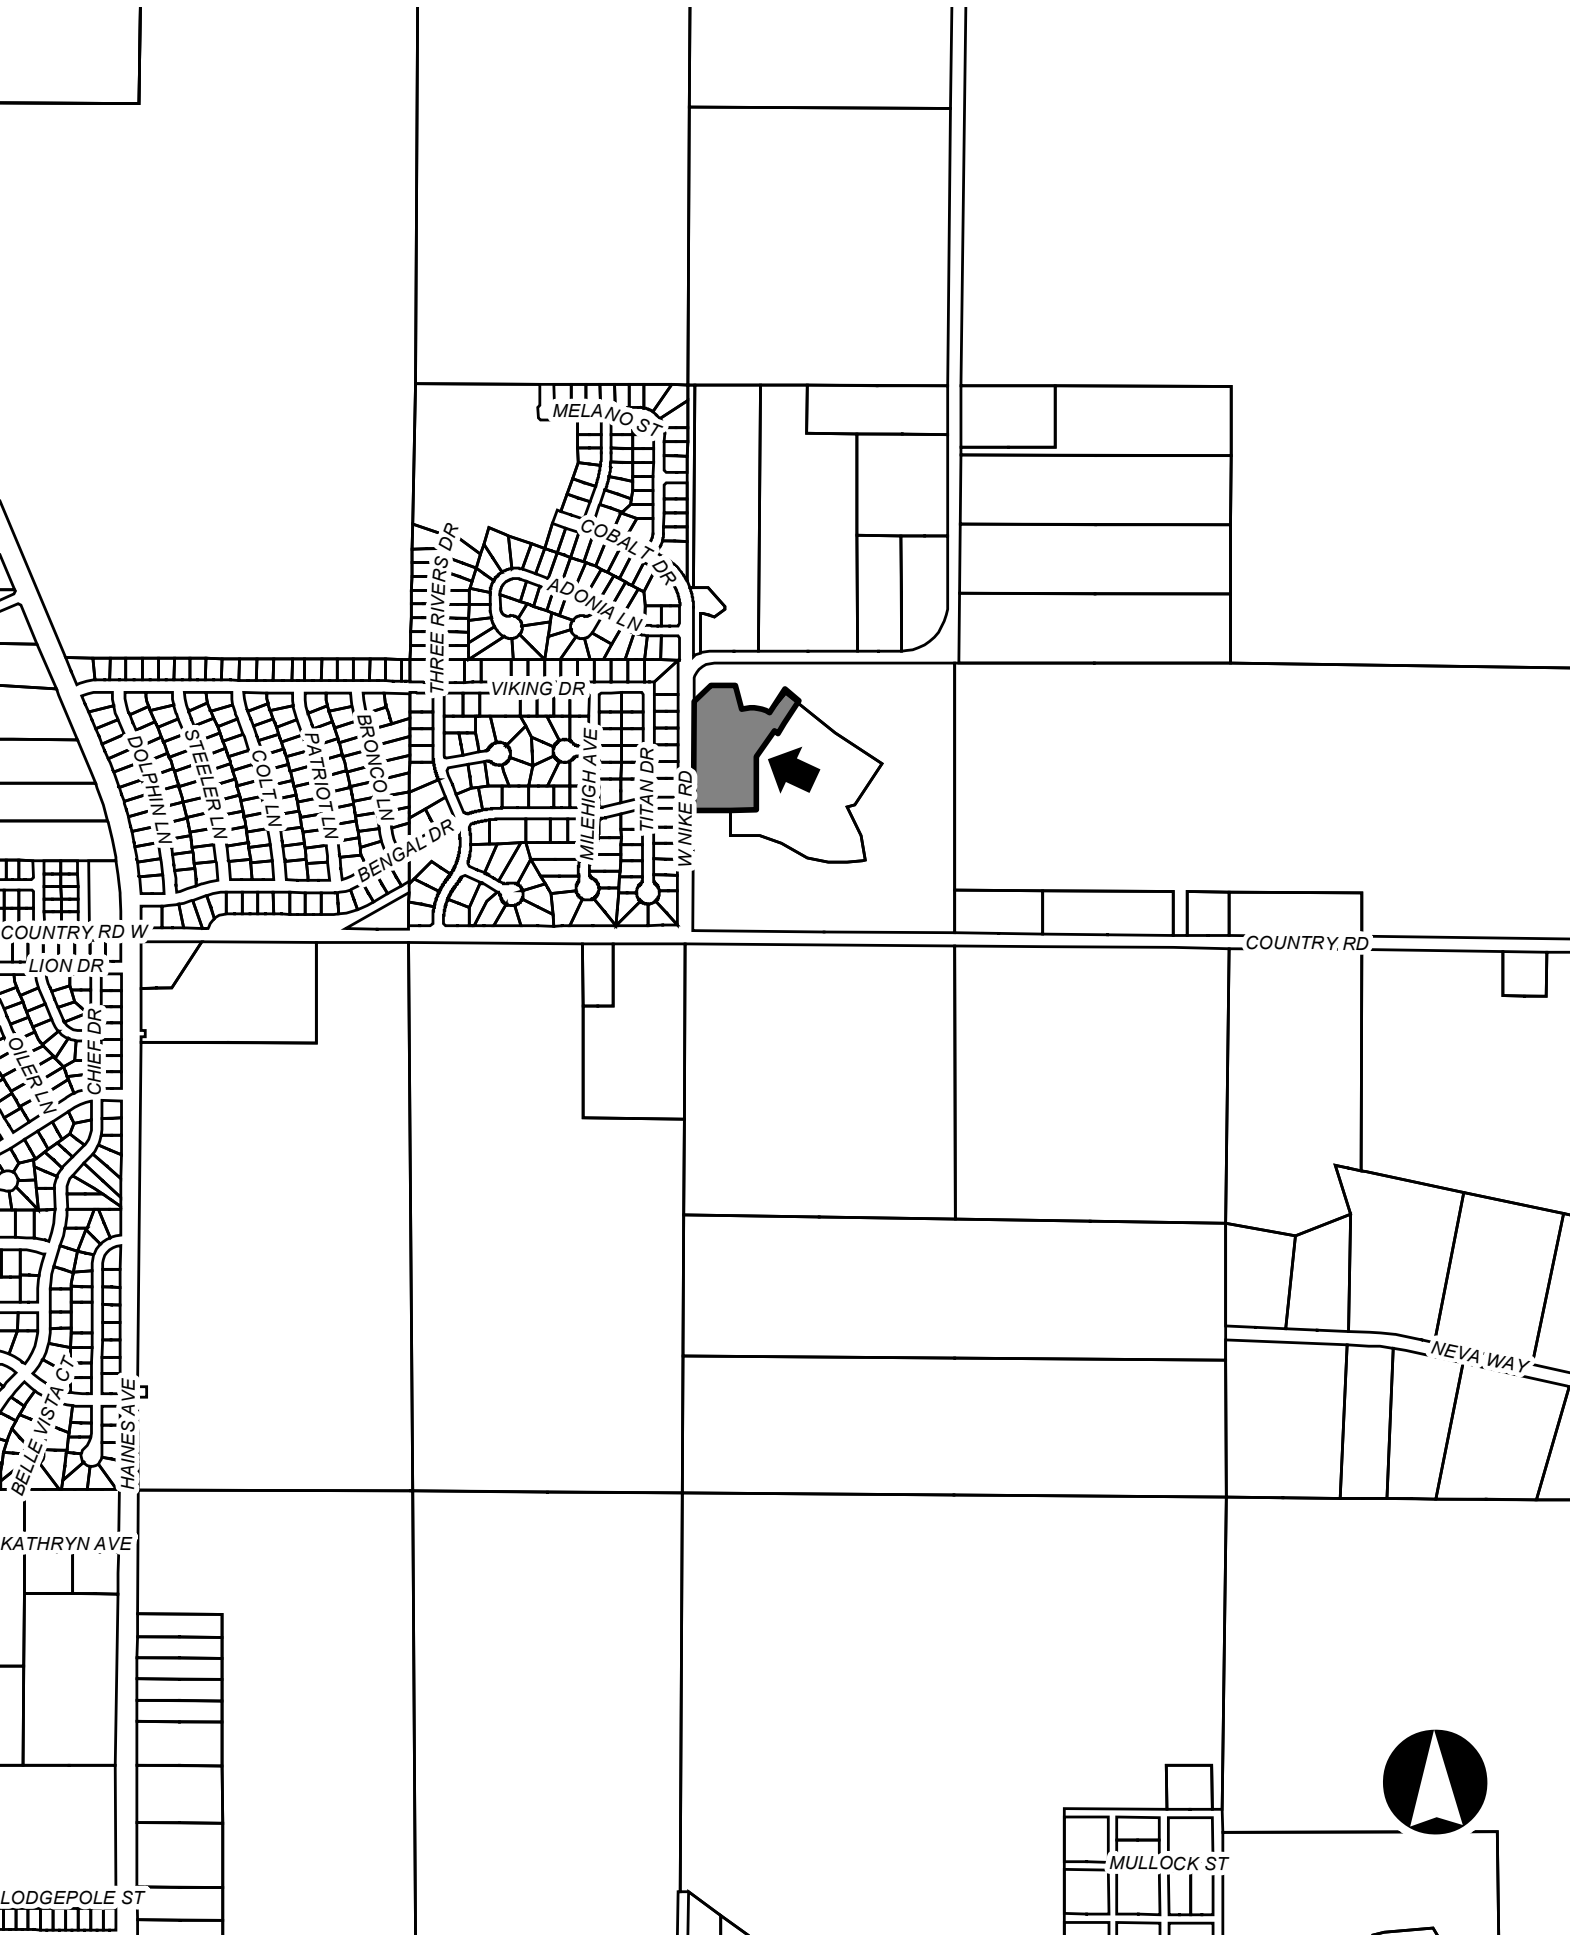 MELANO ST
COBALT DR
THREE RIVERS DR
ADONIA LN
VIKING DR
DOLPHIN LN
STEELER LN
COLT LN
PATRIOT LN
BRONCO LN
MILEHIGH AVE
TITAN DR
W NIKE RD
BENGAL DR
COUNTRY RD W
COUNTRY RD
LION DR
CHIEF DR
OILER LN
NEVA WAY
BELLE VISTA CT
HAINES AVE
KATHRYN AVE
MULLOCK ST
LODGEPOLE ST